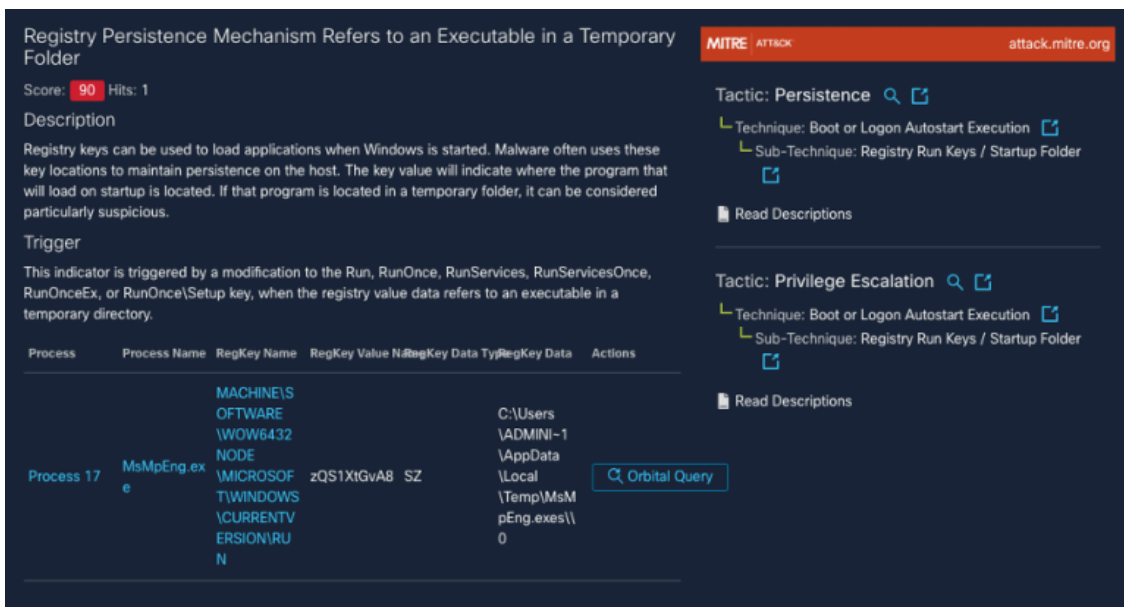 Registry Persistence Mechanism Refers to an Executable in a Temporary
Folder
Score: 90 Hits: 1
Description
Registry keys can be used to load applications when Windows is started. Malware often uses these
key locations to maintain persistence on the host. The key value will indicate where the program that
will load on startup is located. If that program is located in a temporary folder, it can be considered
particularly suspicious.
Trigger
This indicator is triggered by a modification to the Run, RunOnce, RunServices, RunServicesOnce,
RunOnceEx, or RunOnce\Setup key, when the registry value data refers to an executable in a
temporary directory.
Process Process Name RegKey Name RegKey Value Name RegKey Data Type RegKey Data Actions
Process 17
MsMpEng.ex
e
MACHINE\S
OFTWARE
\WOW6432
NODE
\MICROSOF
T\WINDOWS
\CURRENTV
ERSION\RU
N
zQS1XtGvA8 SZ
C:\Users
\ADMINI~1
\AppData
\Local
\Temp\MsM
pEng.exes\\
0
Orbital Query
MITRE ATT&CK attack.mitre.org
Tactic: Persistence
Technique: Boot or Logon Autostart Execution
Sub-Technique: Registry Run Keys / Startup Folder
Read Descriptions
Tactic: Privilege Escalation
Technique: Boot or Logon Autostart Execution
Sub-Technique: Registry Run Keys / Startup Folder
Read Descriptions